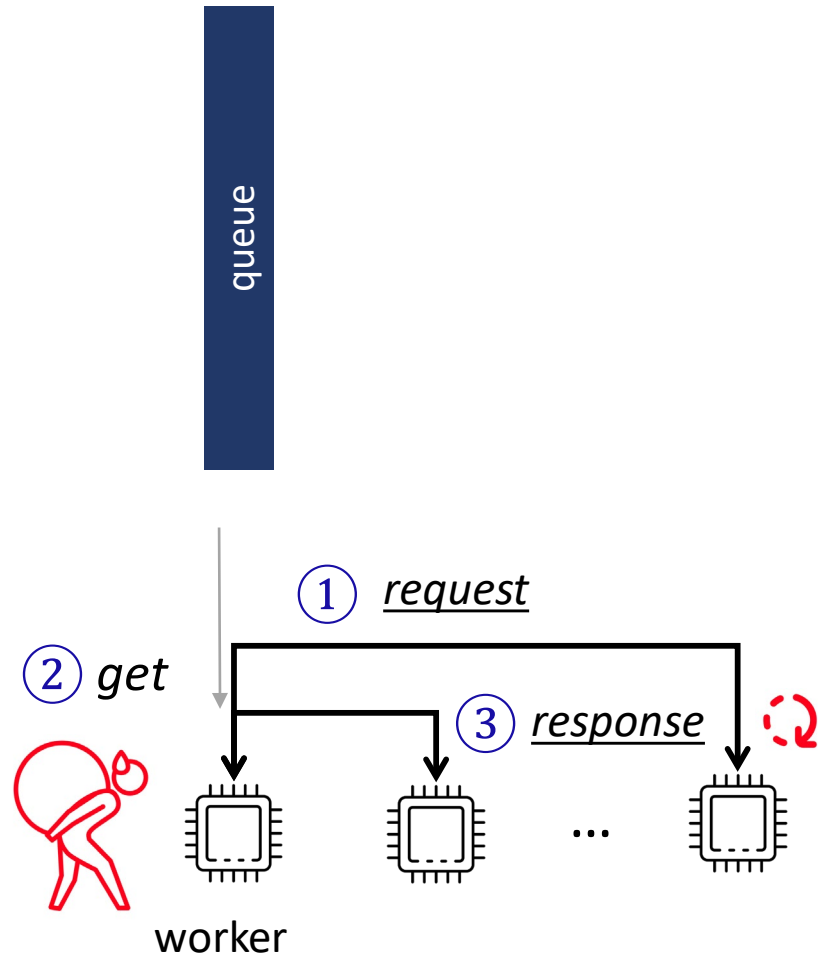 queue
① request
② get
③ response
...
worker